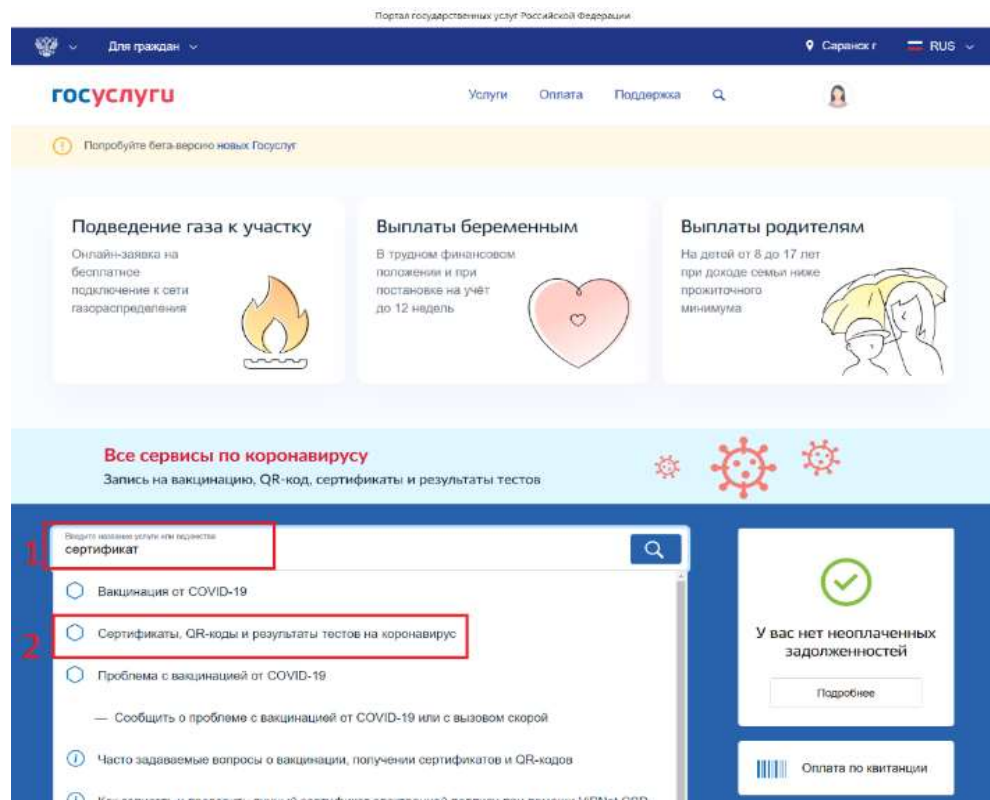 Портал государственных услуг Российской Федерации
Для граждан
Саранск г
RUS
госуслуги
Услуги
Оплата
Поддержка
Попробуйте бета-версию новых Госуслуг
Подведение газа к участку
Онлайн-заявка на
бесплатное
подключение к сети
газораспределения
Выплаты беременным
В трудном финансовом
положении и при
постановке на учёт
до 12 недель
Выплаты родителям
На детей от 8 до 17 лет
при доходе семьи ниже
прожиточного
минимума
Все сервисы по коронавирусу
Запись на вакцинацию, QR-код, сертификаты и результаты тестов
1
Введите название услуги или ведомства
сертификат
Вакцинация от COVID-19
2
Сертификаты, QR-коды и результаты тестов на коронавирус
Проблема с вакцинацией от COVID-19
— Сообщить о проблеме с вакцинацией от COVID-19 или с вызовом скорой
Часто задаваемые вопросы о вакцинации, получении сертификатов и QR-кодов
У вас нет неоплаченных
задолженностей
Подробнее
Оплата по квитанции